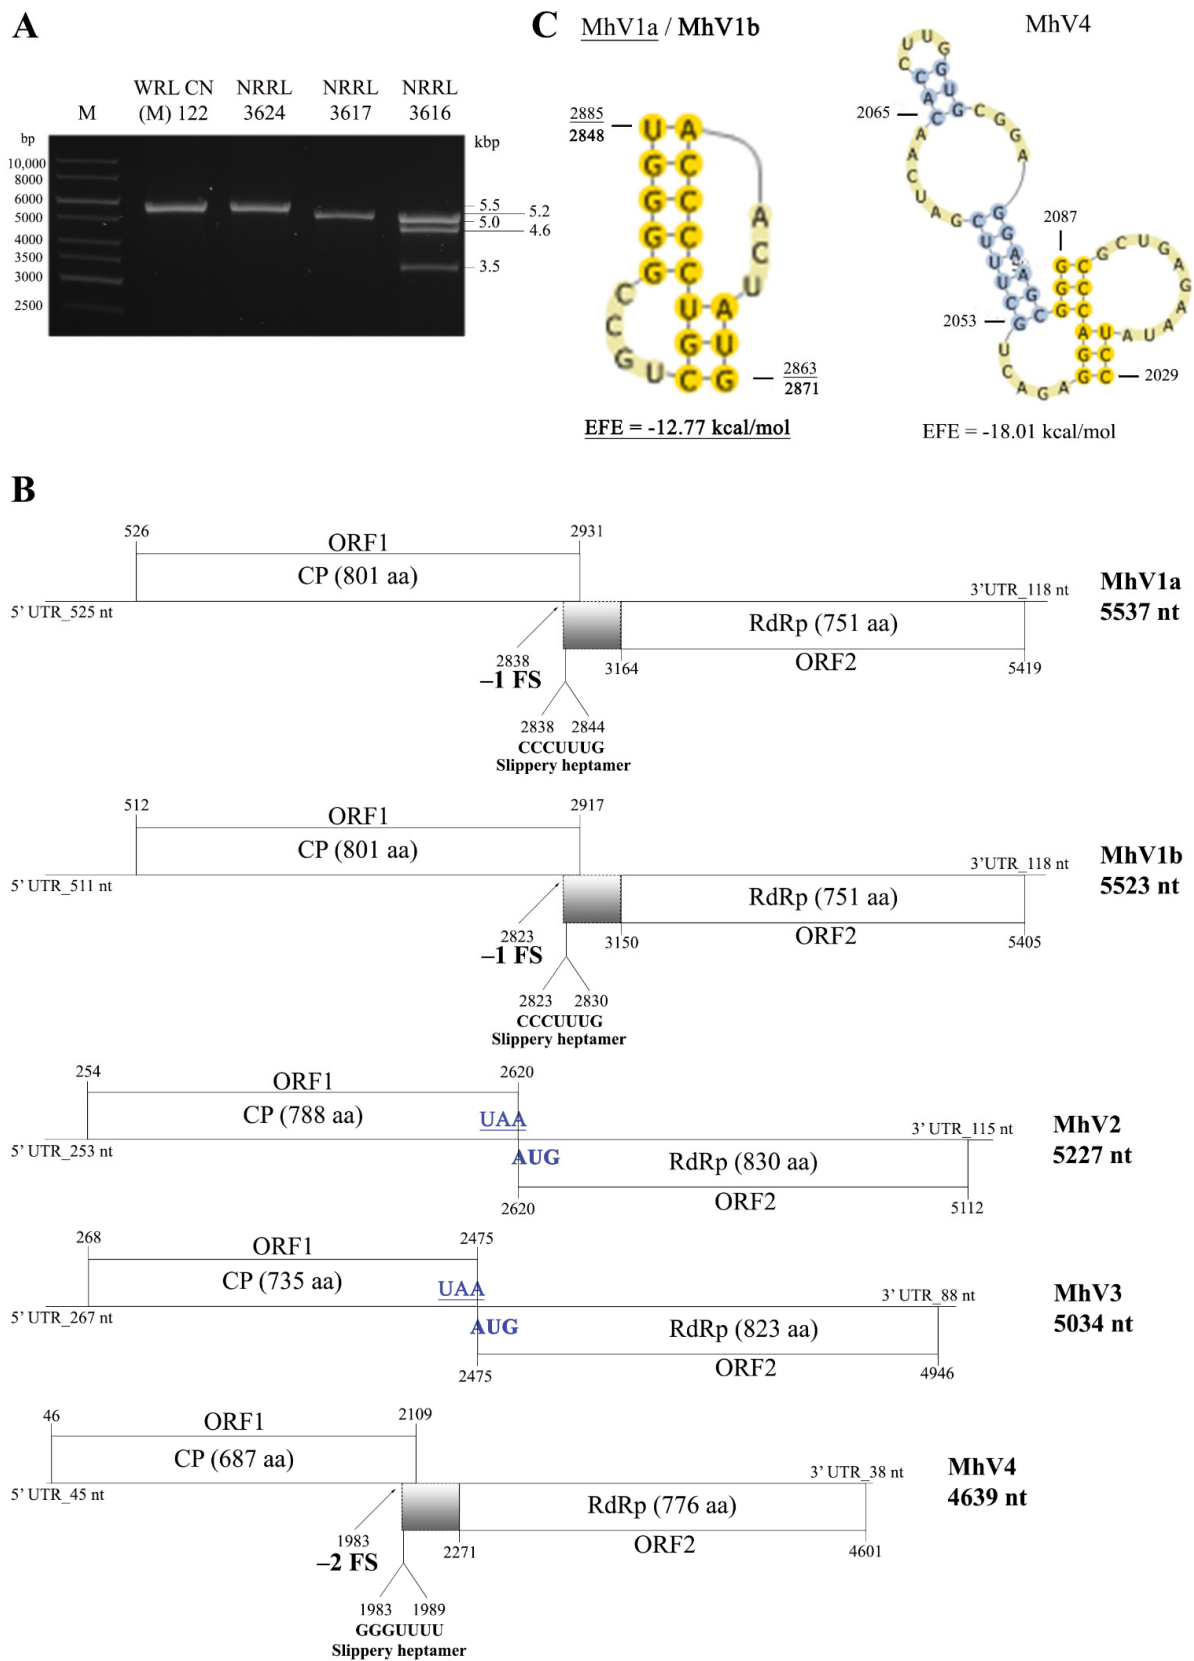 A
WRL CN
(M) 122
NRRL
3624
NRRL
3617
NRRL
3616
M
bp
kbp
10,000
8000
6000
5000
4000
3500
3000
2500
5.5
5.2
5.0
4.6
3.5
C
MhV1a / MhV1b
2885
2848
U A
G C
G C
G C
G C
C
C
G
U
U
G
C
A
U
G
A
C
U
2863
2871
EFE = -12.77 kcal/mol
MhV4
2065
2053
2087
2029
EFE = -18.01 kcal/mol
B
526
2931
ORF1
CP (801 aa)
5' UTR_525 nt
3'UTR_118 nt
MhV1a
5537 nt
RdRp (751 aa)
ORF2
2838
–1 FS
3164
5419
2838 2844
CCCUUUG
Slippery heptamer
512
2917
ORF1
CP (801 aa)
5' UTR_511 nt
3'UTR_118 nt
MhV1b
5523 nt
RdRp (751 aa)
ORF2
2823
–1 FS
3150
5405
2823 2830
CCCUUUG
Slippery heptamer
254
2620
ORF1
CP (788 aa)
UAA
5' UTR_253 nt
3' UTR_115 nt
MhV2
5227 nt
AUG
RdRp (830 aa)
ORF2
2620
5112
268
2475
ORF1
CP (735 aa)
UAA
5' UTR_267 nt
3' UTR_88 nt
MhV3
5034 nt
AUG
RdRp (823 aa)
ORF2
2475
4946
46
2109
ORF1
CP (687 aa)
5' UTR_45 nt
3' UTR_38 nt
MhV4
4639 nt
RdRp (776 aa)
ORF2
1983
–2 FS
2271
4601
1983 1989
GGGUUUU
Slippery heptamer